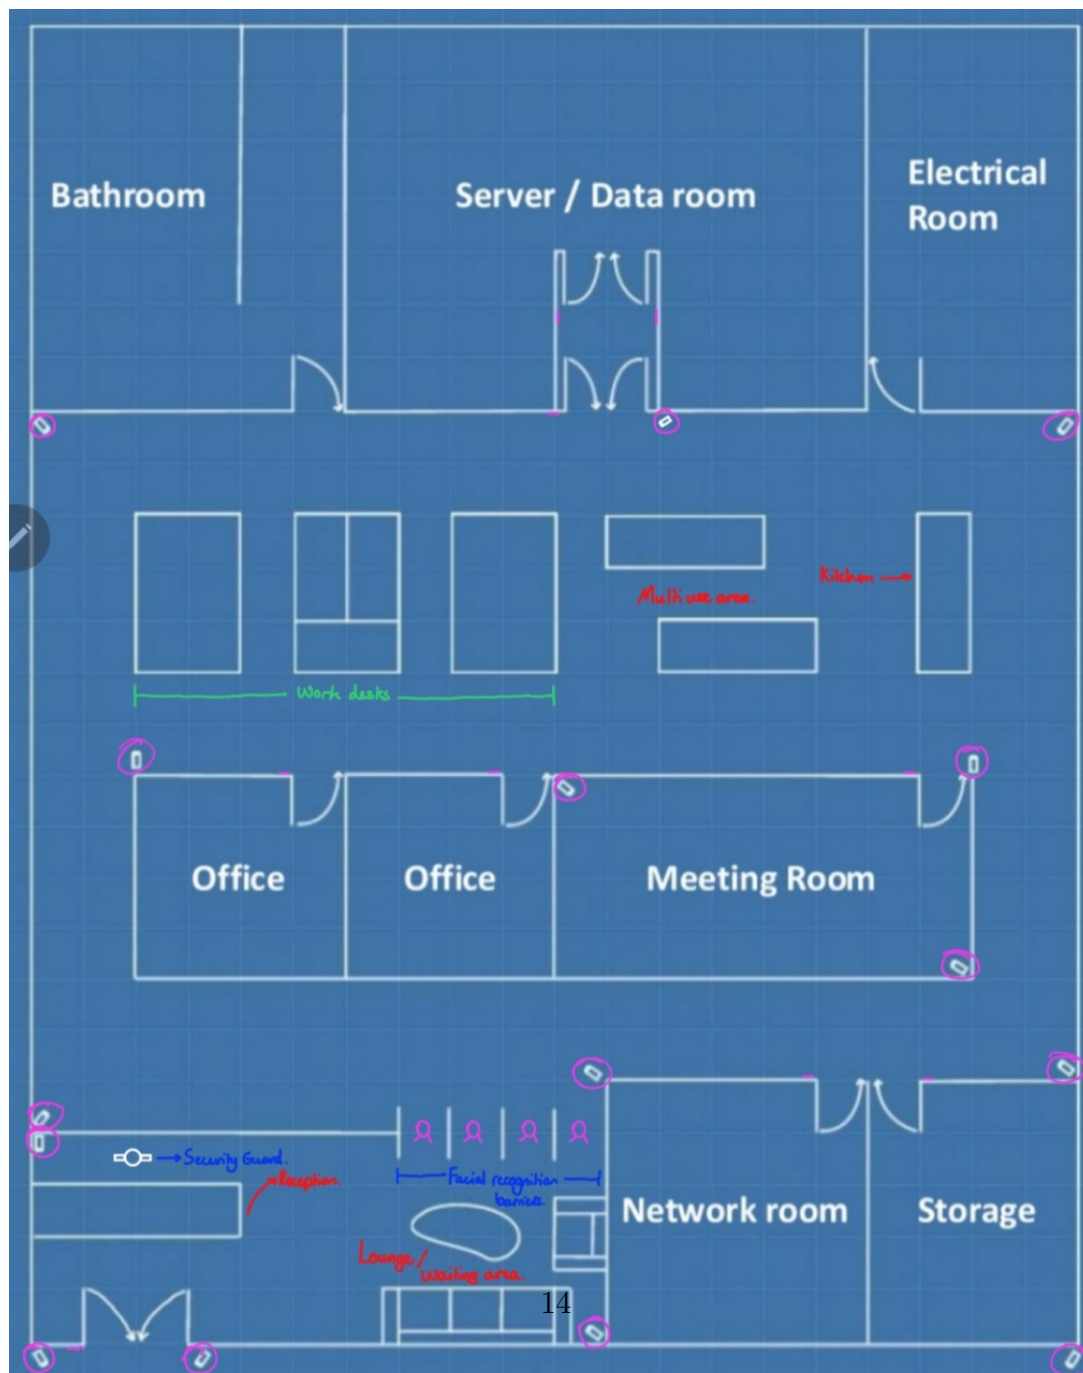 Bathroom
Server / Data room
Electrical
Room
Kitchen
Multi use area.
Work desks
Office
Office
Meeting Room
Security Guard.
Reception.
Facial recognition
barriers.
Network room
Storage
Lounge/
Waiting area.
14